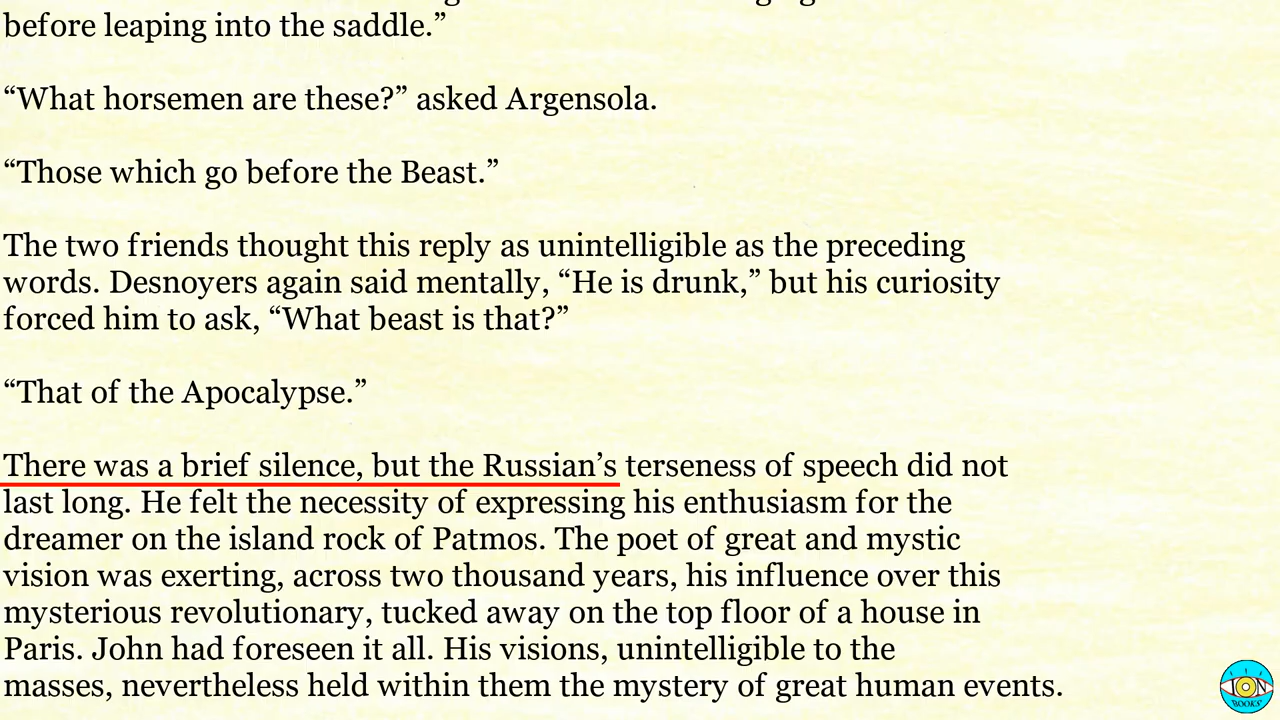 before leaping into the saddle.”
“What horsemen are these?” asked Argensola.
“Those which go before the Beast.”
The two friends thought this reply as unintelligible as the preceding
words. Desnoyers again said mentally, “He is drunk,” but his curiosity
forced him to ask, “What beast is that?”
“That of the Apocalypse.”
There was a brief silence, but the Russian’s terseness of speech did not
last long. He felt the necessity of expressing his enthusiasm for the
dreamer on the island rock of Patmos. The poet of great and mystic
vision was exerting, across two thousand years, his influence over this
mysterious revolutionary, tucked away on the top floor of a house in
Paris. John had foreseen it all. His visions, unintelligible to the
masses, nevertheless held within them the mystery of great human events.
ION
BOOKS